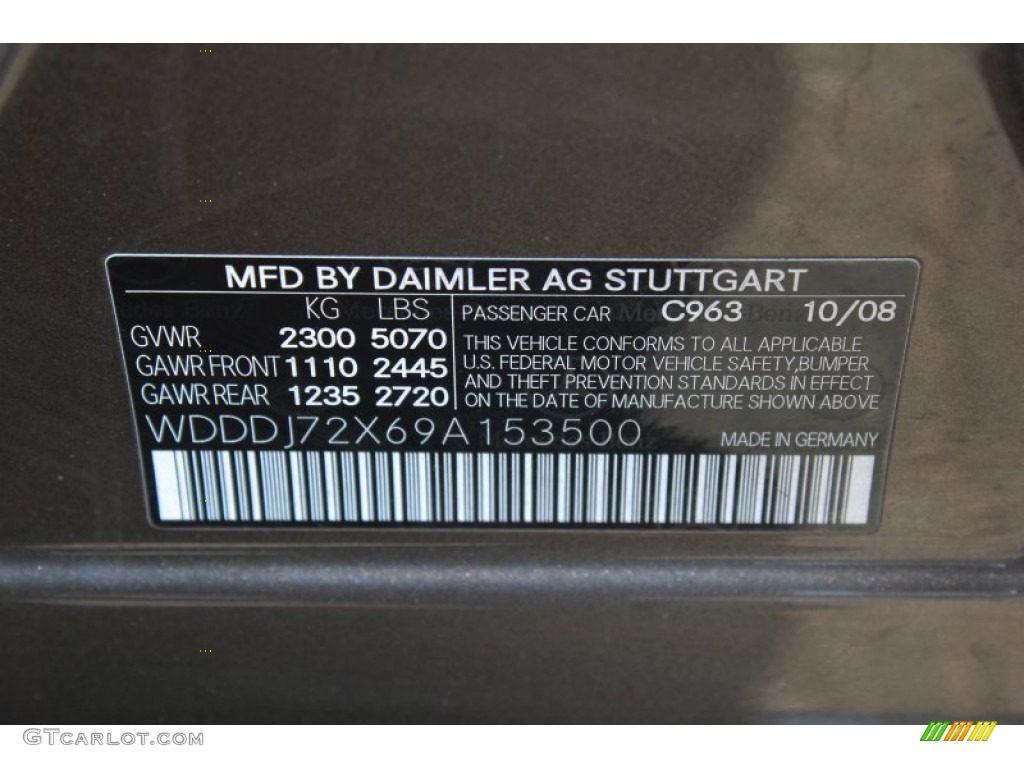 MFD BY DAIMLER AG STUTTGART
KG LBS
GVWR 2300 5070
GAWR FRONT 1110 2445
GAWR REAR 1235 2720
PASSENGER CAR C963 10/08
THIS VEHICLE CONFORMS TO ALL APPLICABLE
U.S. FEDERAL MOTOR VEHICLE SAFETY,BUMPER
AND THEFT PREVENTION STANDARDS IN EFFECT
ON THE DATE OF MANUFACTURE SHOWN ABOVE
WDDDJ72X69A153500
MADE IN GERMANY
GTCARLOT.COM